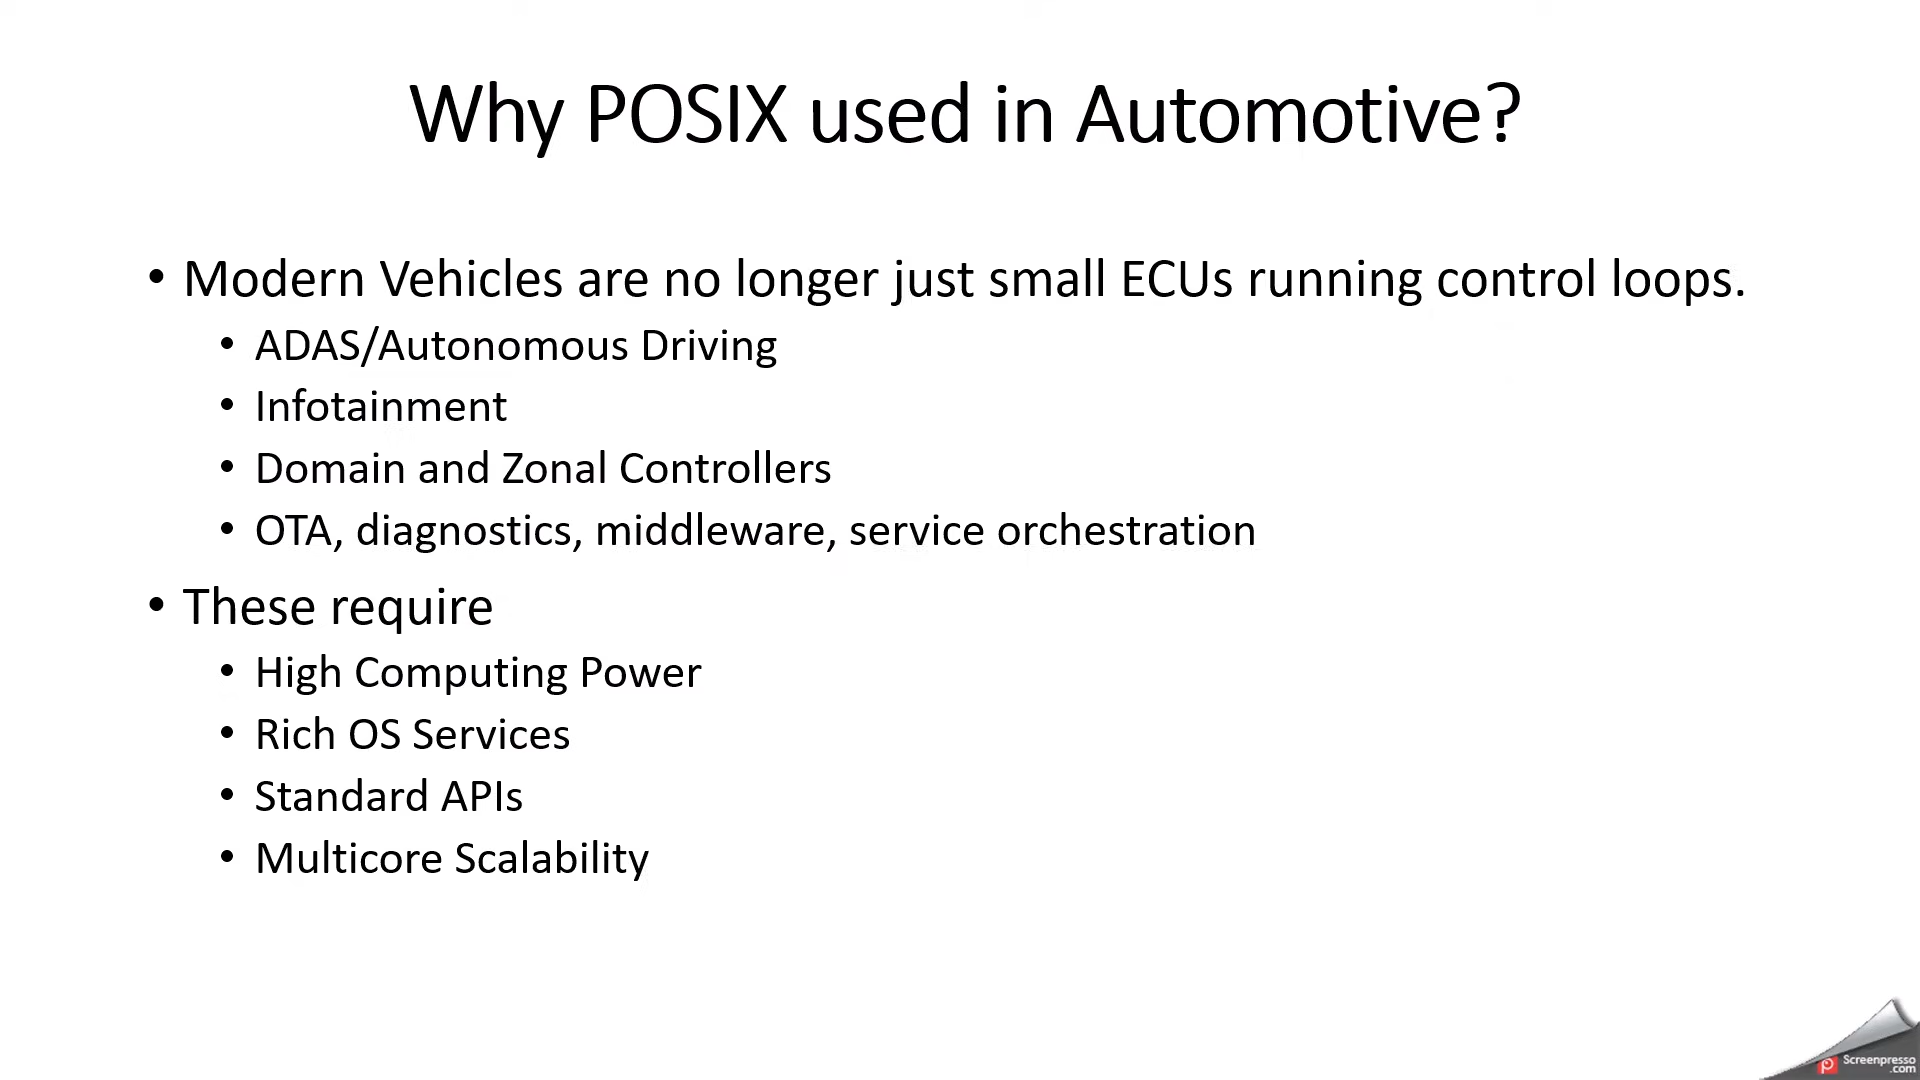 Why POSIX used in Automotive?
• Modern Vehicles are no longer just small ECUs running control loops.
• ADAS/Autonomous Driving
• Infotainment
• Domain and Zonal Controllers
• OTA, diagnostics, middleware, service orchestration
• These require
• High Computing Power
• Rich OS Services
• Standard APIs
• Multicore Scalability
Screenpresso
.com